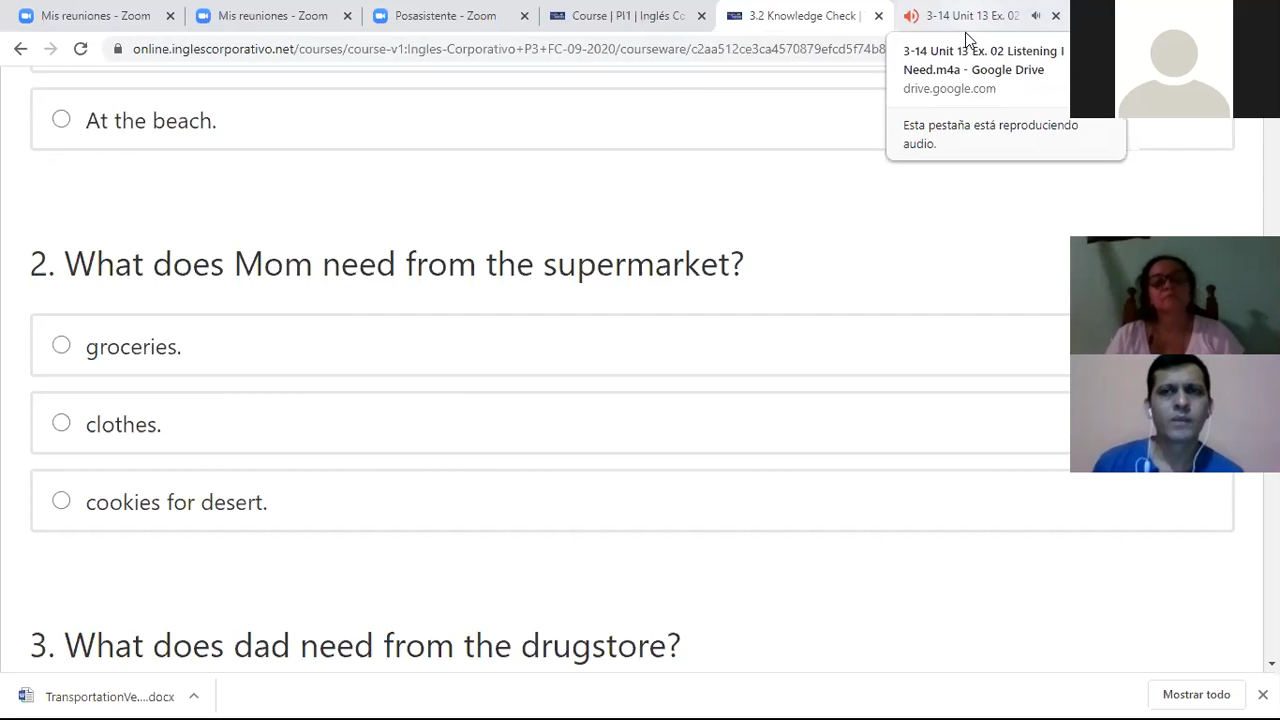 Mis reuniones - Zoom
Mis reuniones - Zoom
Posasistente - Zoom
Course | PI1 | Inglés Co
3.2 Knowledge Check |
3-14 Unit 13 Ex. 02
online.inglescorporativo.net/courses/course-v1:Ingles-Corporativo+P3+FC-09-2020/courseware/c2aa512ce3ca4570879efcd5f74b8
3-14 Unit 13 Ex. 02 Listening I
Need.m4a - Google Drive
drive.google.com
Esta pestaña está reproduciendo
audio.
At the beach.
2. What does Mom need from the supermarket?
groceries.
clothes.
cookies for desert.
3. What does dad need from the drugstore?
TransportationVe....docx
Mostrar todo